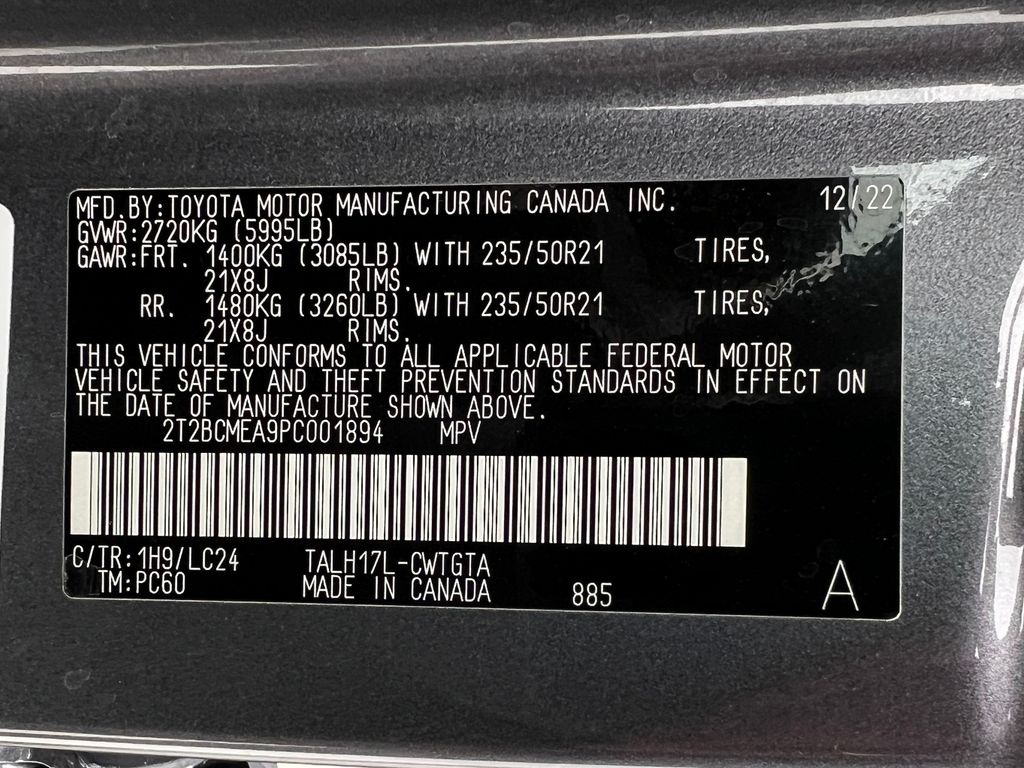 MFD.BY:TOYOTA MOTOR MANUFACTURING CANADA INC. 12/22
GVWR:2720KG (5995LB)
GAWR:FRT. 1400KG (3085LB) WITH 235/50R21 TIRES,
21X8J RIMS.
RR. 1480KG (3260LB) WITH 235/50R21 TIRES,
21X8J RIMS.
THIS VEHICLE CONFORMS TO ALL APPLICABLE FEDERAL MOTOR
VEHICLE SAFETY AND THEFT PREVENTION STANDARDS IN EFFECT ON
THE DATE OF MANUFACTURE SHOWN ABOVE.
2T2BCMEA9PC001894 MPV
C/TR:1H9/LC24 TALH17L-CWTGTA
TM:PC60 MADE IN CANADA 885 A